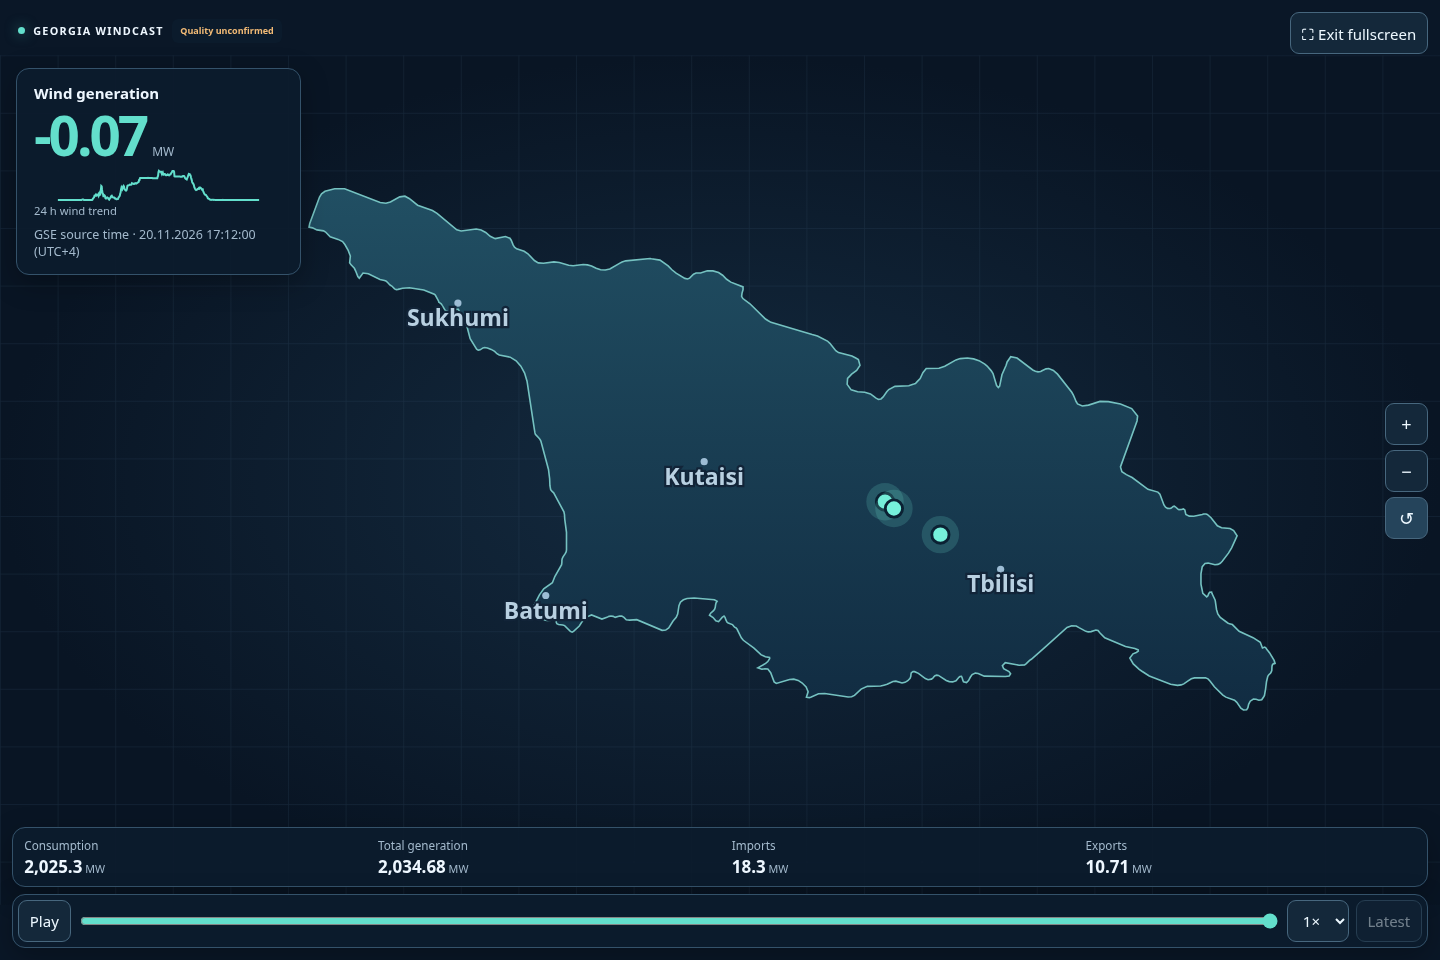 GEORGIA WINDCAST
Quality unconfirmed
⛶ Exit fullscreen
Wind generation
-0.07 MW
24 h wind trend
GSE source time · 20.11.2026 17:12:00
(UTC+4)
Sukhumi
Kutaisi
Tbilisi
Batumi
+
−
↺
Consumption
2,025.3 MW
Total generation
2,034.68 MW
Imports
18.3 MW
Exports
10.71 MW
Play
1×
Latest